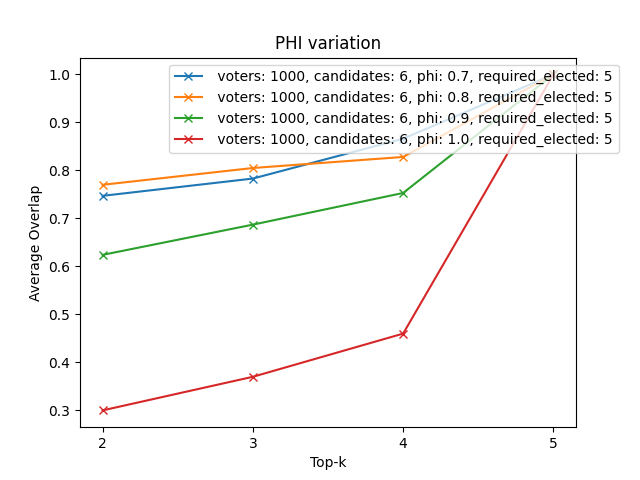 PHI variation
voters: 1000, candidates: 6, phi: 0.7, required_elected: 5
voters: 1000, candidates: 6, phi: 0.8, required_elected: 5
voters: 1000, candidates: 6, phi: 0.9, required_elected: 5
voters: 1000, candidates: 6, phi: 1.0, required_elected: 5
1.0
0.9
0.8
0.7
0.6
0.5
0.4
0.3
Average Overlap
2
3
4
5
Top-k